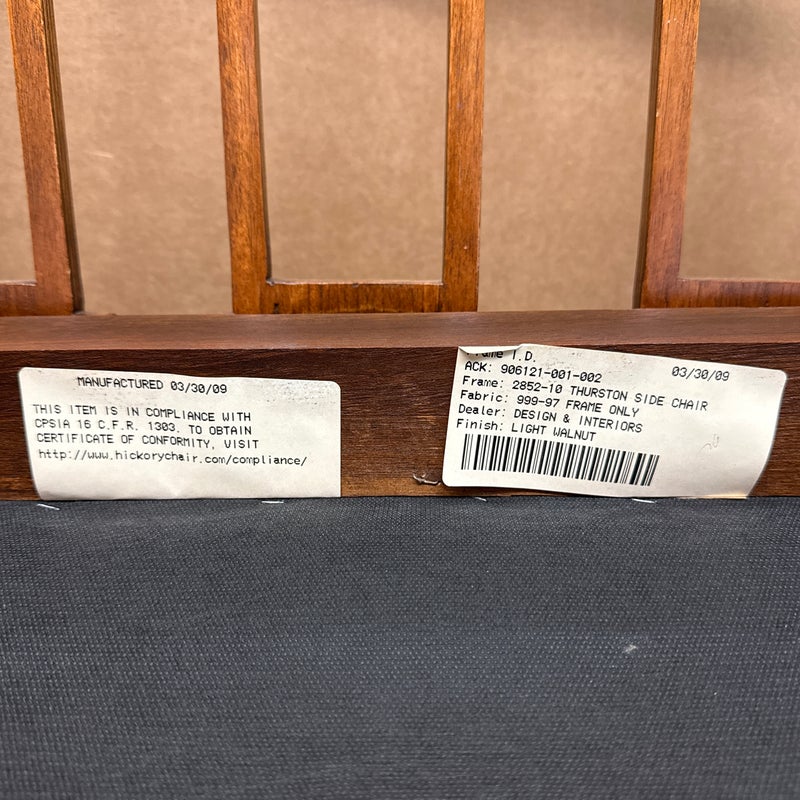 MANUFACTURED 03/30/09
THIS ITEM IS IN COMPLIANCE WITH
CPSIA 16 C.F.R. 1303. TO OBTAIN
CERTIFICATE OF CONFORMITY, VISIT
http://www.hickorychair.com/compliance/
Frame I.D.
ACK: 906121-001-002 03/30/09
Frame: 2852-10 THURSTON SIDE CHAIR
Fabric: 999-97 FRAME ONLY
Dealer: DESIGN & INTERIORS
Finish: LIGHT WALNUT